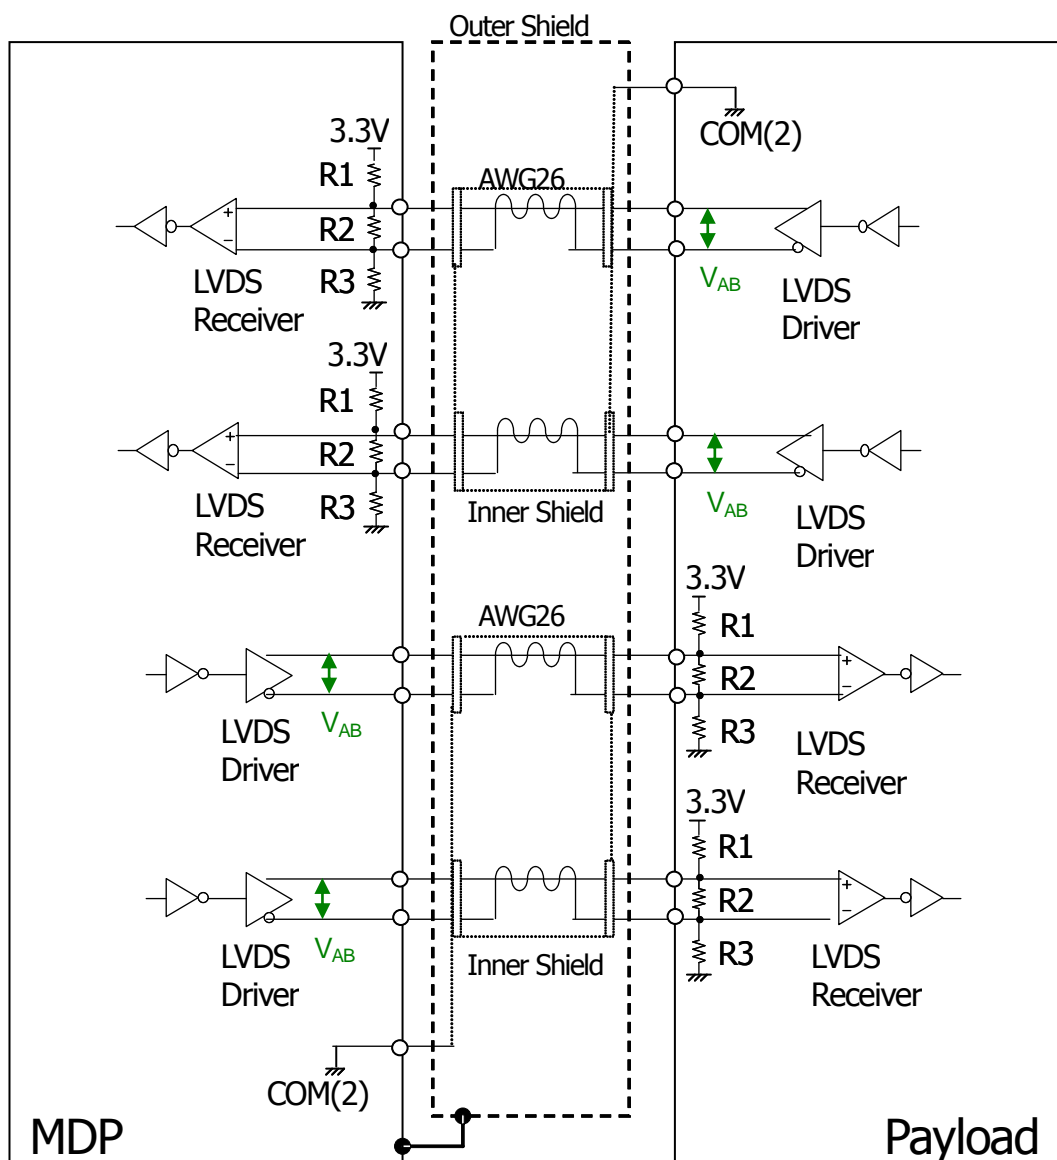 Outer Shield
3.3V
COM(2)
R1
AWG26
+
R2
−
VAB
R3
LVDS
Receiver
LVDS
Driver
3.3V
R1
+
R2
−
VAB
R3
Inner Shield
LVDS
Receiver
LVDS
Driver
3.3V
AWG26
R1
+
R2
−
VAB
R3
LVDS
Driver
LVDS
Receiver
3.3V
R1
+
R2
−
VAB
R3
Inner Shield
LVDS
Driver
LVDS
Receiver
COM(2)
MDP
Payload